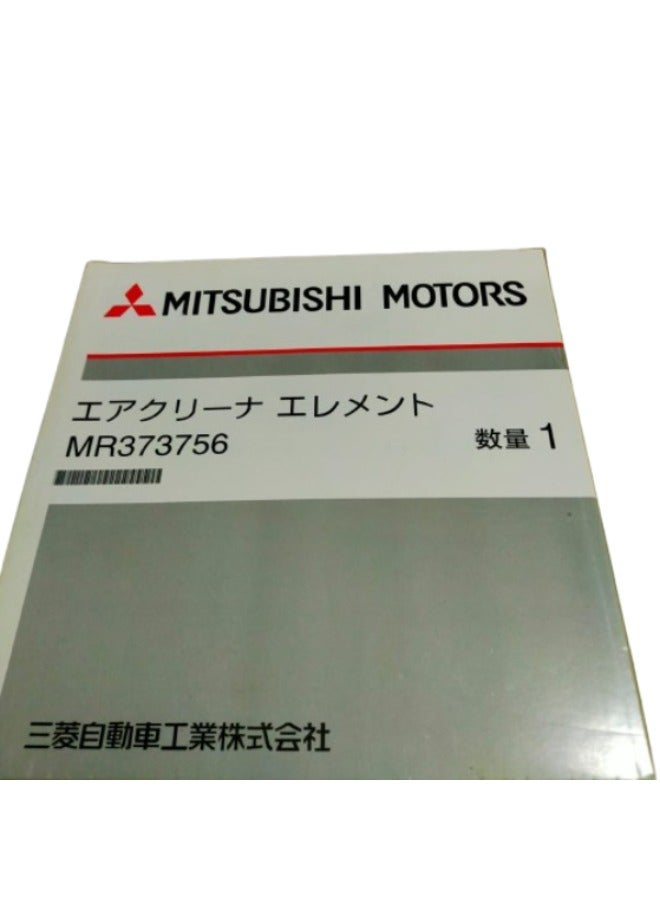 MITSUBISHI MOTORS
エアクリーナ エレメント
MR373756
数量 1
三菱自動車工業株式会社